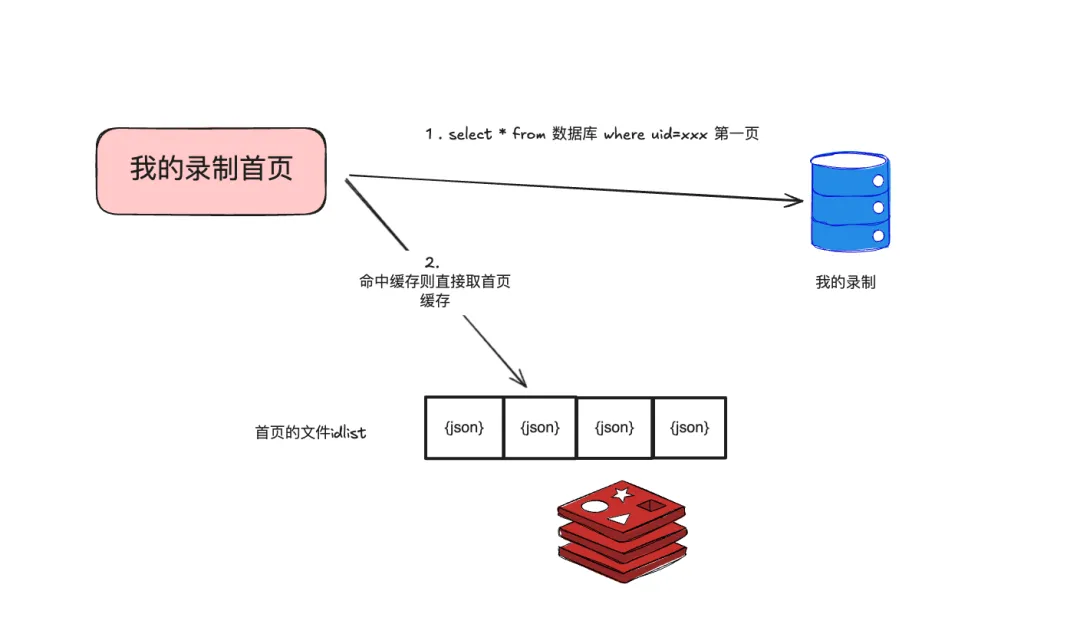 1. select * from 数据库 where uid=xxx 第一页
我的录制首页
2.
命中缓存则直接取首页
缓存
我的录制
首页的文件idlist
{json} {json} {json} {json}